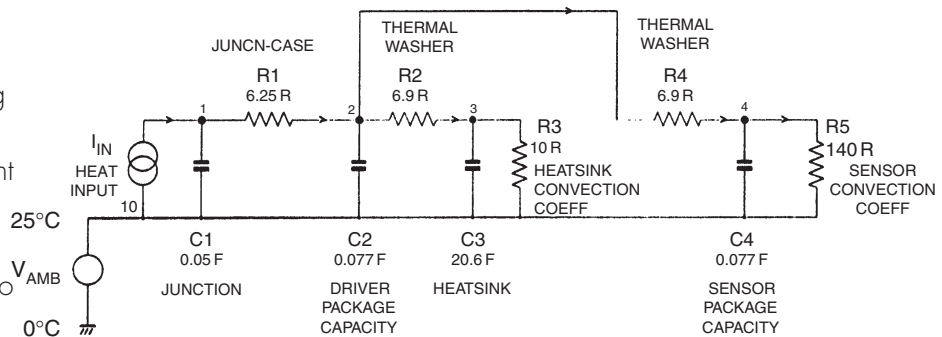 JUNCN-CASE
THERMAL
WASHER
THERMAL
WASHER
R1
6.25 R
R2
6.9 R
R4
6.9 R
g
1
2
3
4
I_IN
HEAT
INPUT
10
R3
10 R
HEATSINK
CONVECTION
COEFF
R5
140 R
SENSOR
CONVECTION
COEFF
nt
25°C
C1
0.05 F
C2
0.077 F
C3
20.6 F
C4
0.077 F
V_AMB
o
JUNCTION
DRIVER
PACKAGE
CAPACITY
HEATSINK
SENSOR
PACKAGE
CAPACITY
0°C